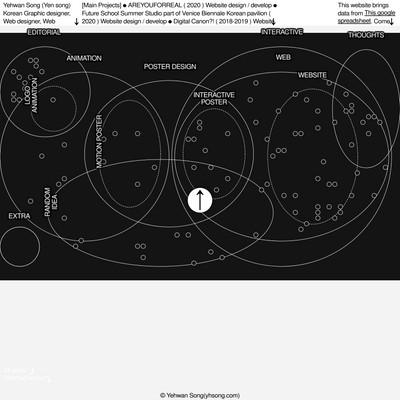 Yehwan Song (Yen song)
Korean Graphic designer,
Web designer, Web
[Main Projects] ● AREYOUFORREAL ( 2020 ) Website design / develop ●
Future School Summer Studio part of Venice Biennale Korean pavilion (
2020 ) Website design / develop ● Digital Canon?! ( 2018-2019 ) Website
This website brings
data from This google
spreadsheet. Come
EDITORIAL
INTERACTIVE
THOUGHTS
ANIMATION
WEB
POSTER DESIGN
WEBSITE
LOGO
ANIMATION
INTERACTIVE
POSTER
MOTION POSTER
RANDOM
IDEA
EXTRA
© Yehwan Song(yhsong.com)